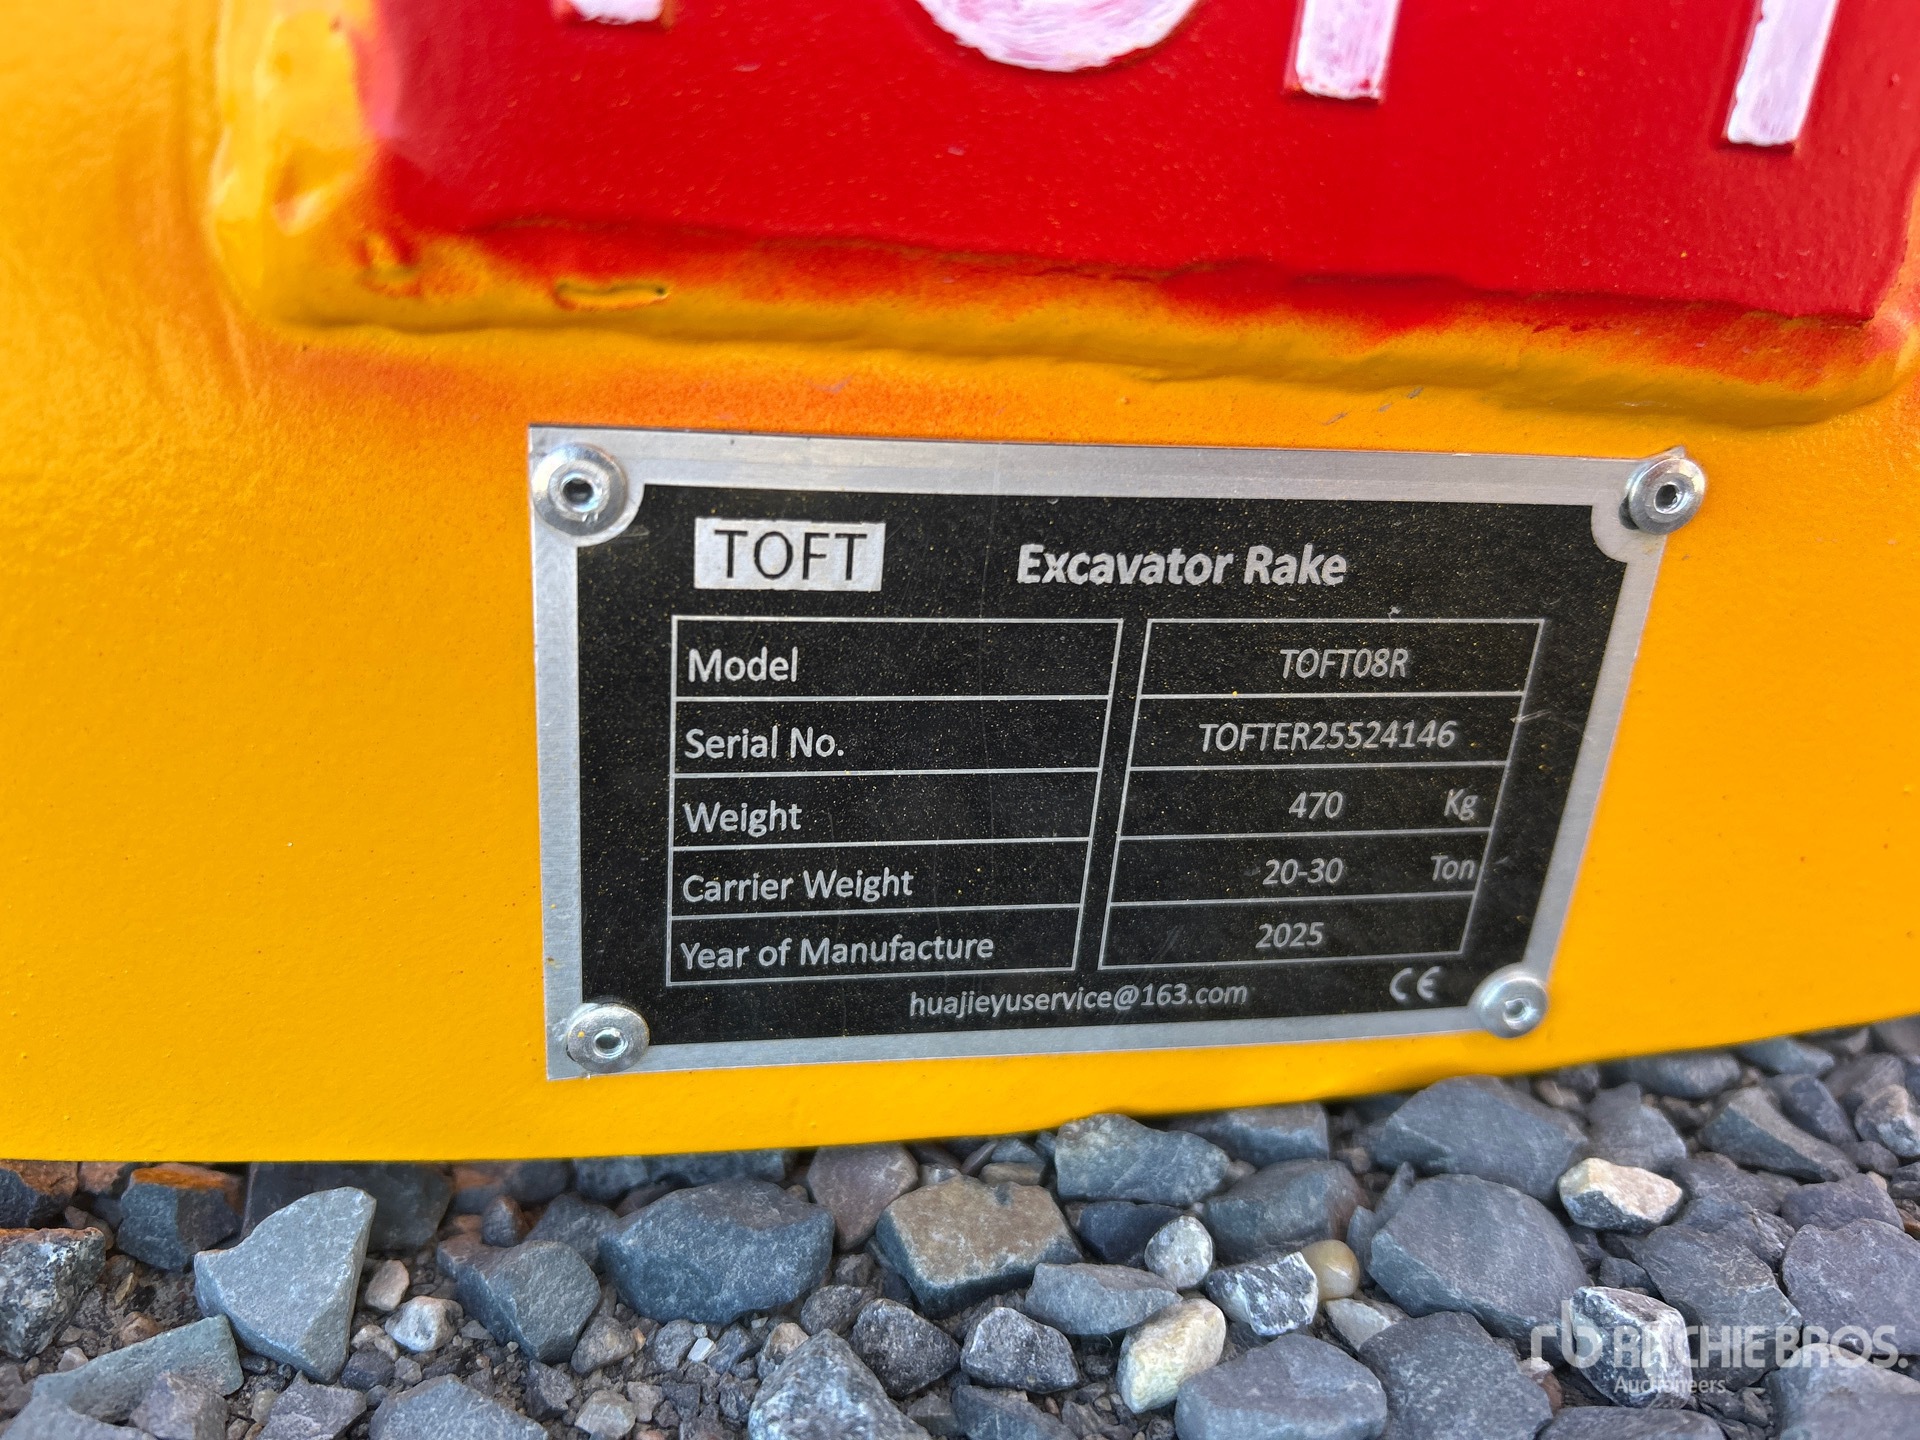 TOFT Excavator Rake
Model TOFT08R
Serial No. TOFTER25524146
Weight 470 Kg
Carrier Weight 20-30 Ton
Year of Manufacture 2025
huajieyuservice@163.com CE
rb RITCHIE BROS.
Auctioneers